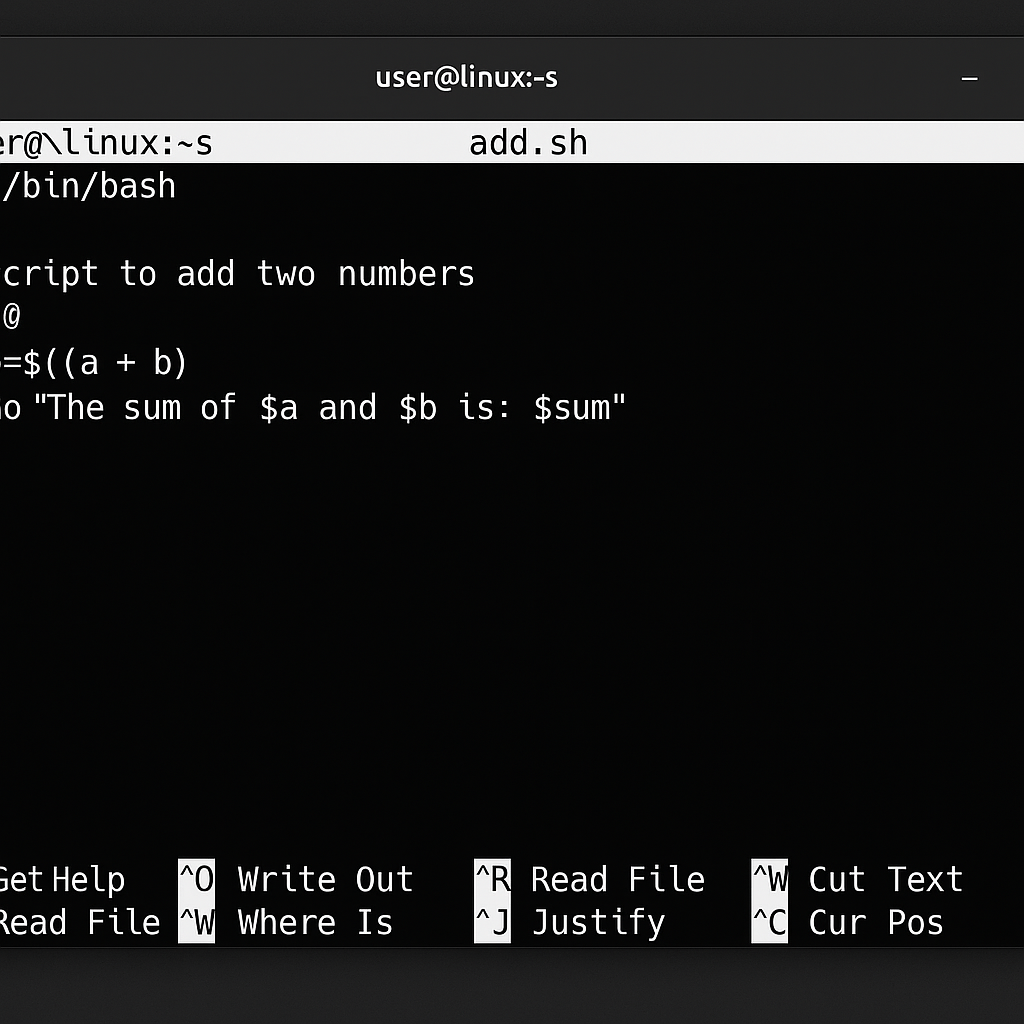 user@linux:-s
er@\linux:~s add.sh
/bin/bash
cript to add two numbers
@
=$((a + b)
o "The sum of $a and $b is: $sum"
Get Help ^O Write Out ^R Read File ^W Cut Text
Read File ^W Where Is ^J Justify ^C Cur Pos